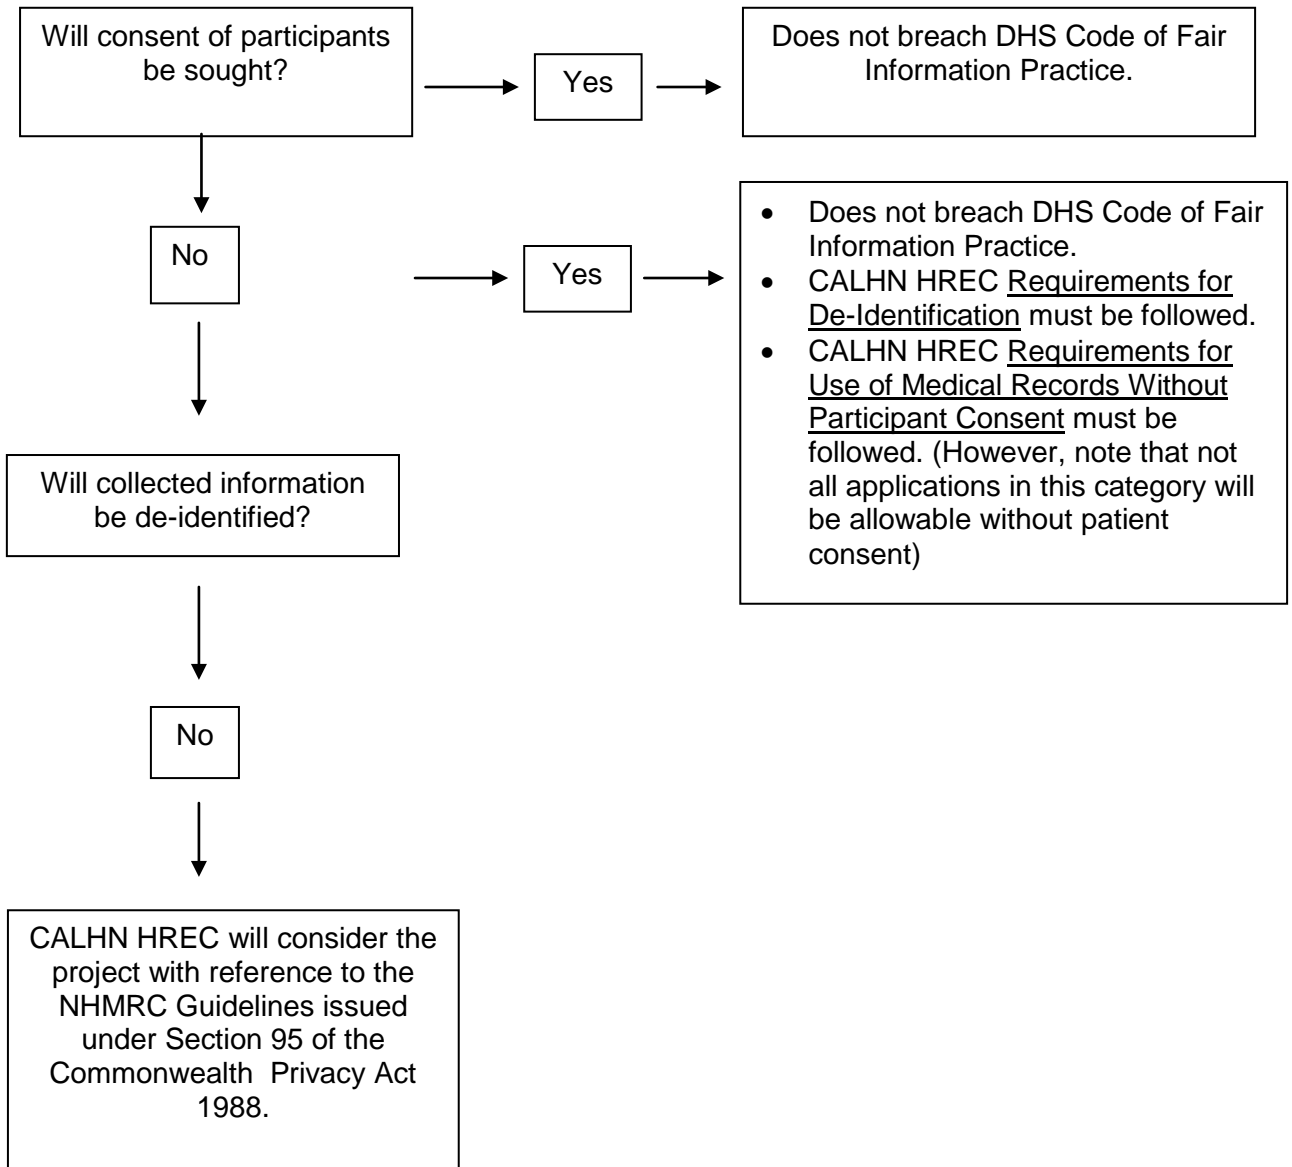 Will consent of participants
be sought?
Yes
Does not breach DHS Code of Fair
Information Practice.
No
Yes
• Does not breach DHS Code of Fair
Information Practice.
• CALHN HREC Requirements for
De-Identification must be followed.
• CALHN HREC Requirements for
Use of Medical Records Without
Participant Consent must be
followed. (However, note that not
all applications in this category will
be allowable without patient
consent)
Will collected information
be de-identified?
No
CALHN HREC will consider the
project with reference to the
NHMRC Guidelines issued
under Section 95 of the
Commonwealth Privacy Act
1988.